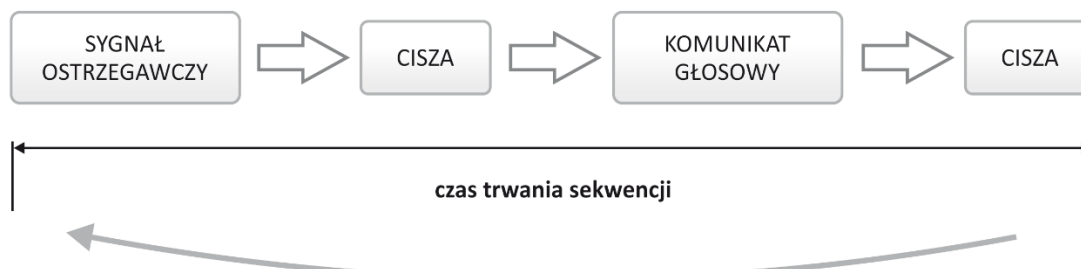 SYGNAŁ
OSTRZEGAWCZY
CISZA
KOMUNIKAT
GŁOSOWY
CISZA
czas trwania sekwencji